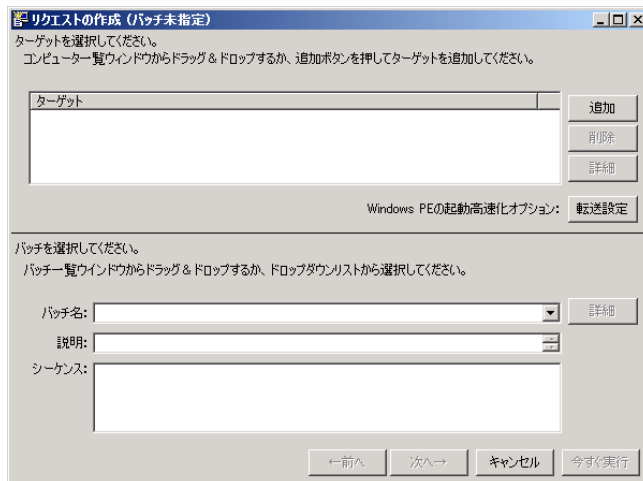 リクエストの作成 (バッチ未指定)
ターゲットを選択してください。
コンピューター覧ウィンドウからドラッグ＆ドロップするか、追加ボタンを押してターゲットを追加してください。
ターゲット
追加
削除
詳細
Windows PEの起動高速化オプション:
転送設定
バッチを選択してください。
バッチ一覧ウインドウからドラッグ＆ドロップするか、ドロップダウンリストから選択してください。
バッチ名:
詳細
説明:
シーケンス:
←前へ
次へ→
キャンセル
今すぐ実行